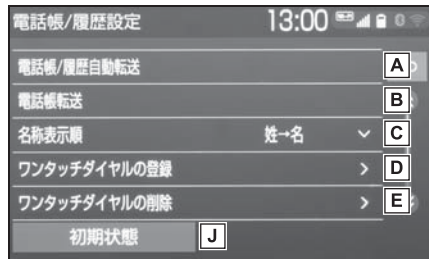 電話帳/履歴設定 13:00
電話帳/履歴自動転送 A
電話帳転送 B
名称表示順 姓→名 C
ワンタッチダイヤルの登録 > D
ワンタッチダイヤルの削除 > E
初期状態 J